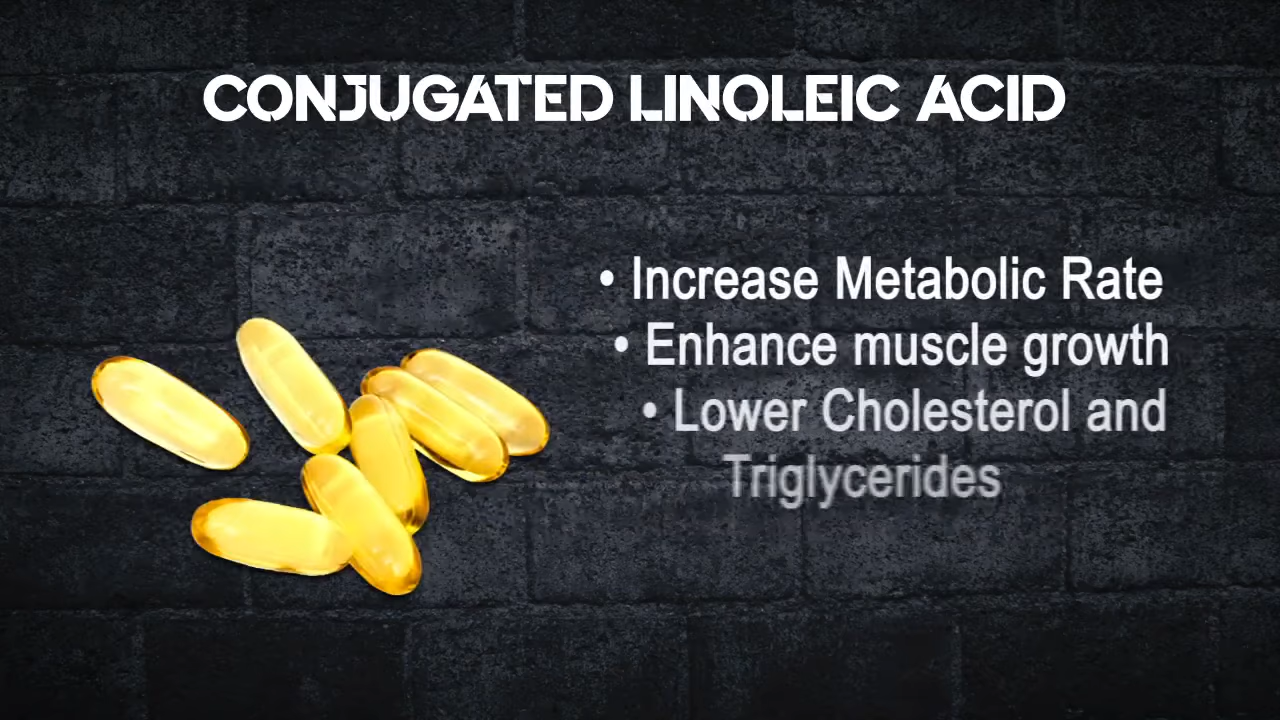 CONJUGATED LINOLEIC ACID
• Increase Metabolic Rate
• Enhance muscle growth
• Lower Cholesterol and
Triglycerides